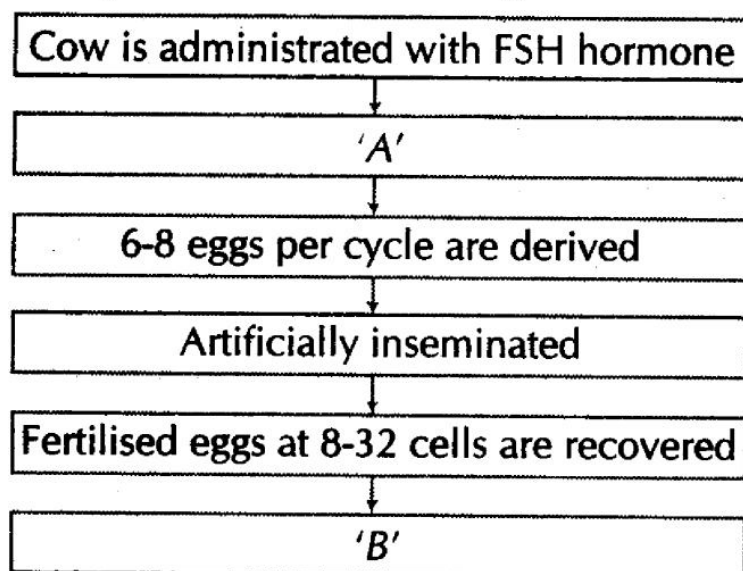 Cow is administrated with FSH hormone
'A'
6-8 eggs per cycle are derived
Artificially inseminated
Fertilised eggs at 8-32 cells are recovered
'B'